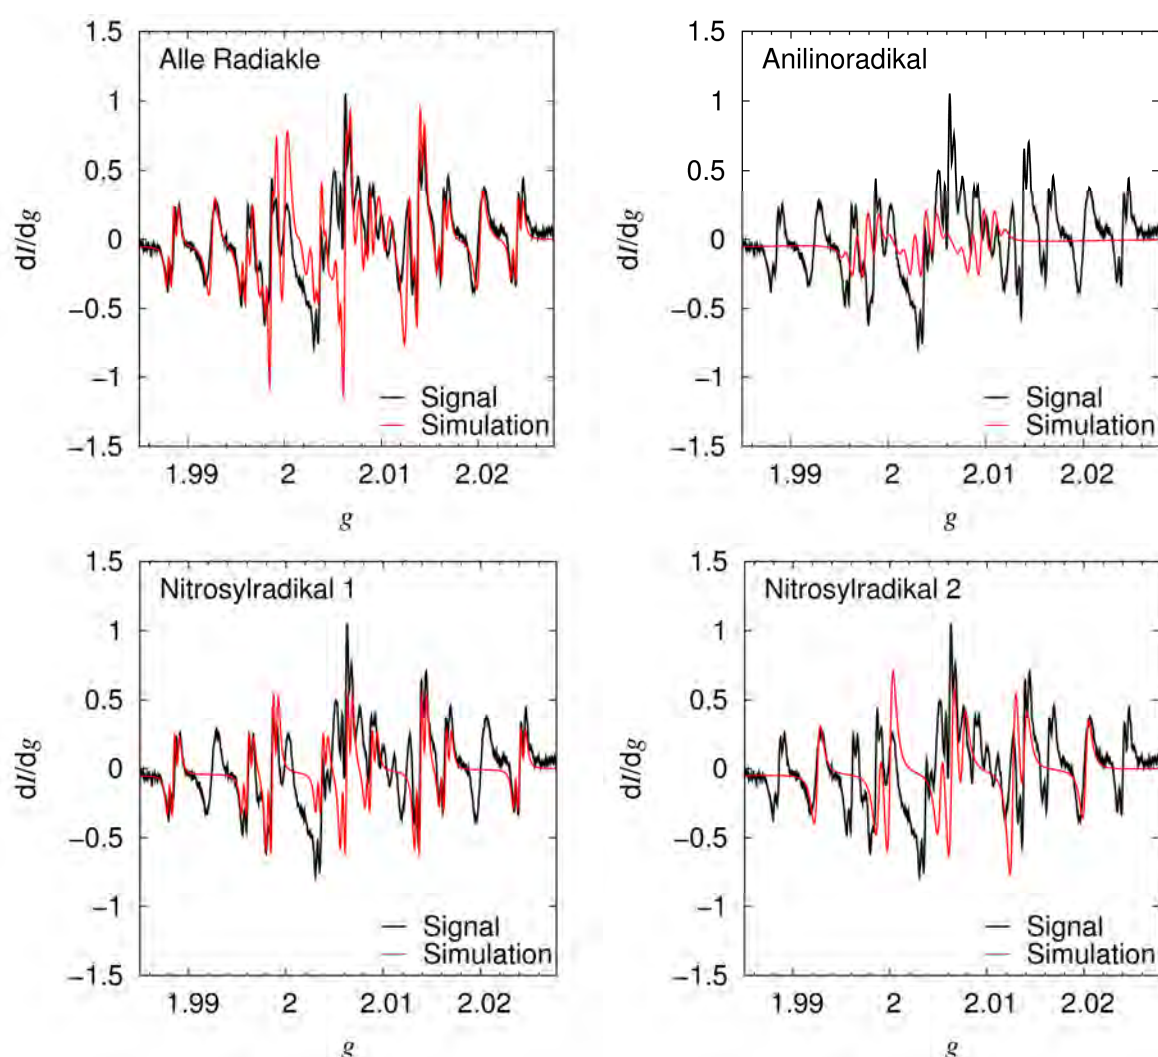 Alle Radiakle
1.5
1
0.5
0
−0.5
−1
−1.5
dI/dg
Signal
Simulation
1.99
2
2.01
2.02
g
Anilinoradikal
1.5
1
0.5
0
−0.5
−1
−1.5
dI/dg
Signal
Simulation
1.99
2
2.01
2.02
g
Nitrosylradikal 1
1.5
1
0.5
0
−0.5
−1
−1.5
dI/dg
Signal
Simulation
1.99
2
2.01
2.02
g
Nitrosylradikal 2
1.5
1
0.5
0
−0.5
−1
−1.5
dI/dg
Signal
Simulation
1.99
2
2.01
2.02
g